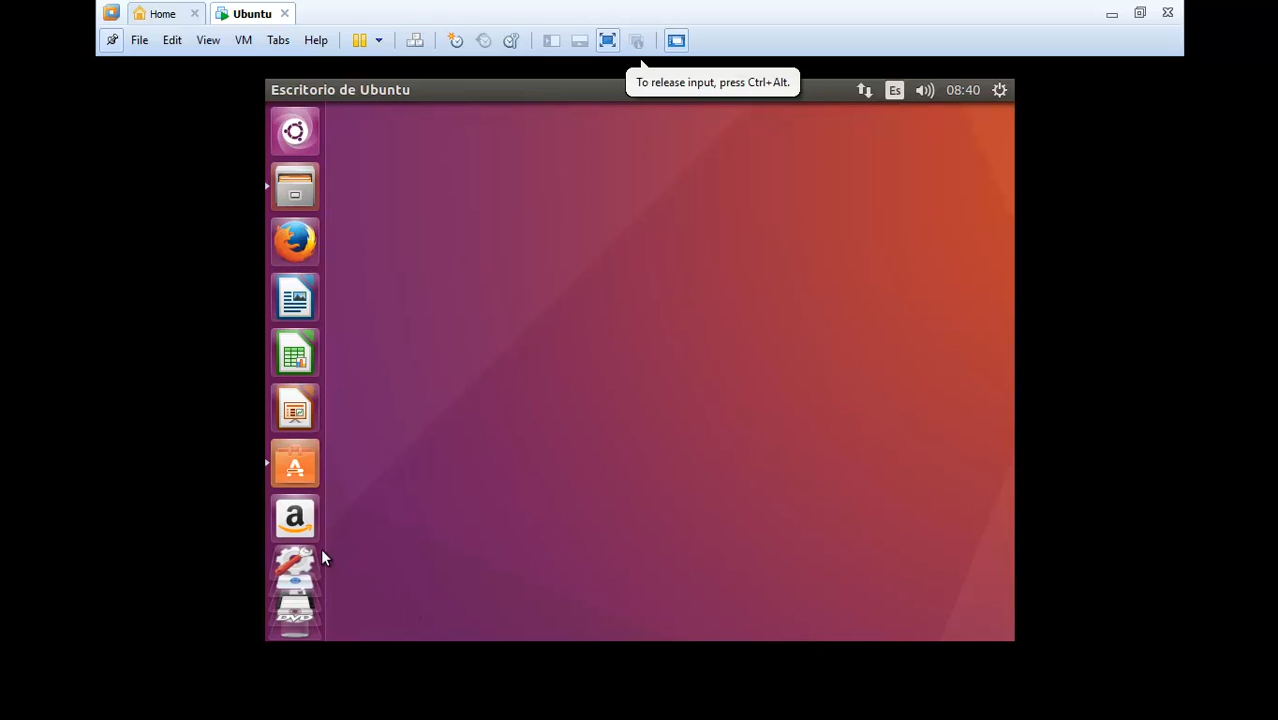 Home
Ubuntu
File Edit View VM Tabs Help
To release input, press Ctrl+Alt.
Escritorio de Ubuntu Es 08:40
A
a
DVD